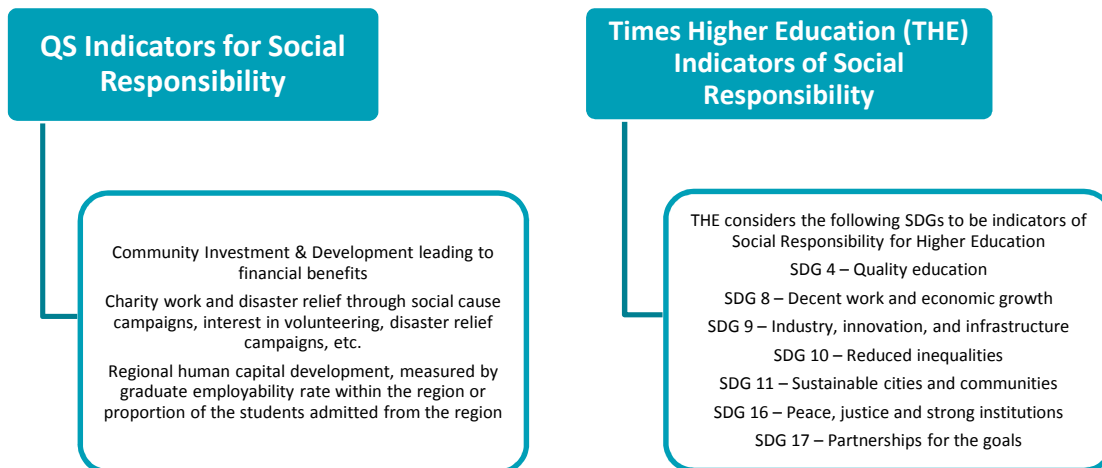 QS Indicators for Social
Responsibility
Community Investment & Development leading to
financial benefits
Charity work and disaster relief through social cause
campaigns, interest in volunteering, disaster relief
campaigns, etc.
Regional human capital development, measured by
graduate employability rate within the region or
proportion of the students admitted from the region
Times Higher Education (THE)
Indicators of Social
Responsibility
THE considers the following SDGs to be indicators of
Social Responsibility for Higher Education
SDG 4 – Quality education
SDG 8 – Decent work and economic growth
SDG 9 – Industry, innovation, and infrastructure
SDG 10 – Reduced inequalities
SDG 11 – Sustainable cities and communities
SDG 16 – Peace, justice and strong institutions
SDG 17 – Partnerships for the goals